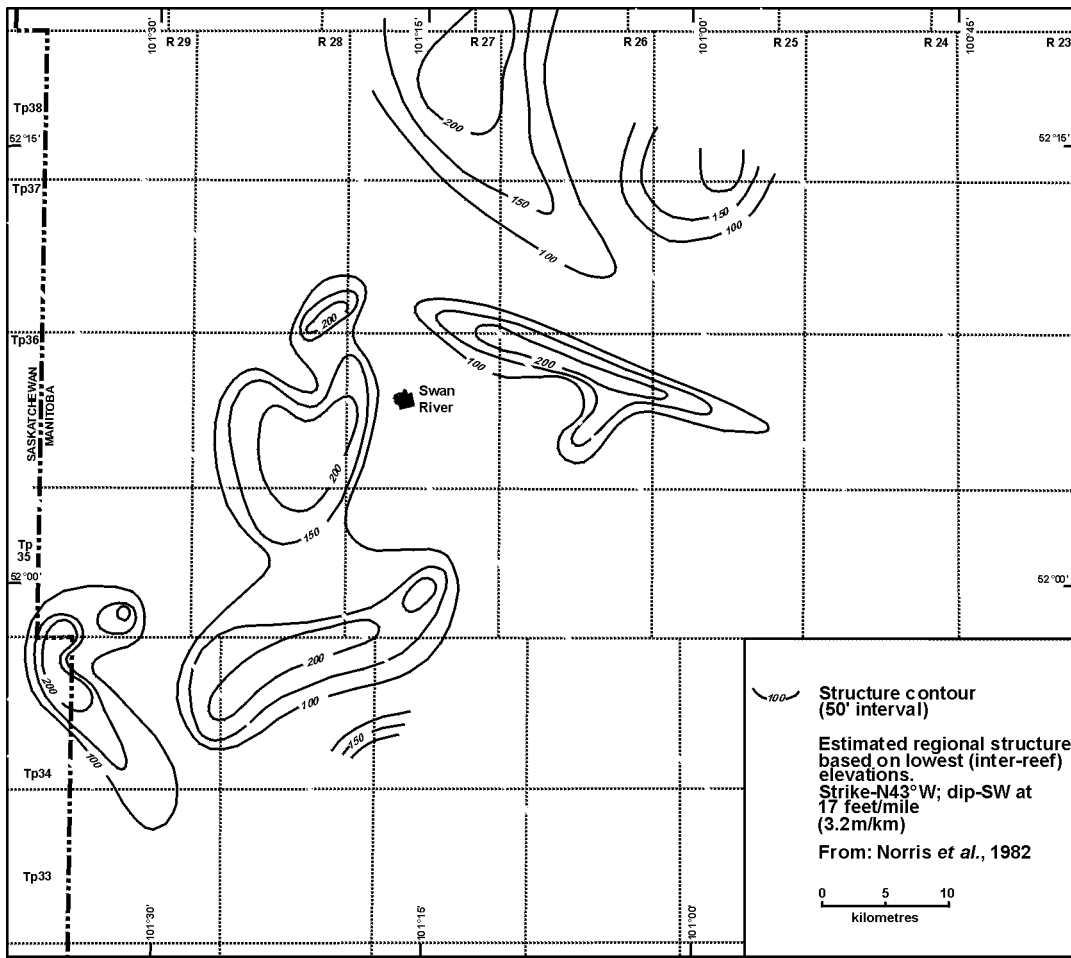 101°30'
R 29
R 28
101°15'
R 27
R 26
101°00'
R 25
R 24
100°45'
R 23
Tp38
52°15'
52°15'
200
Tp37
150
150
100
100
200
Tp36
100
200
Swan
River
SASKATCHEWAN
MANITOBA
200
150
Tp
35
52°00'
52°00'
200
200
100
150
100
Tp34
Tp33
101°30'
101°15'
101°00'
100
Structure contour
(50' interval)
Estimated regional structure
based on lowest (inter-reef)
elevations.
Strike-N43°W; dip-SW at
17 feet/mile
(3.2m/km)
From: Norris et al., 1982
0 5 10
kilometres